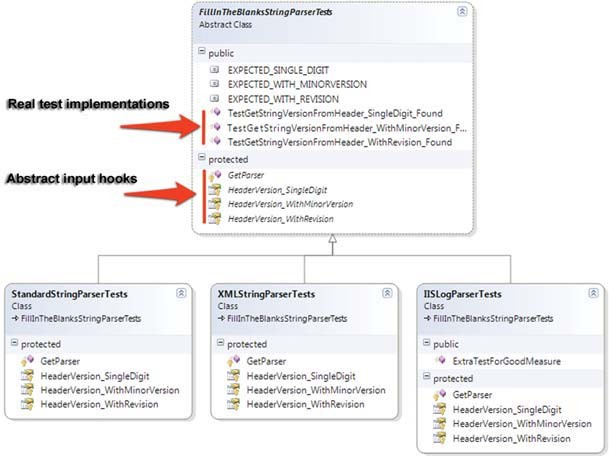 FillInTheBlanksStringParserTests
Abstract Class
public
EXPECTED_SINGLE_DIGIT
EXPECTED_WITH_MINORVERSION
EXPECTED_WITH_REVISION
Real test implementations
TestGetStringVersionFromHeader_SingleDigit_Found
TestGetStringVersionFromHeader_WithMinorVersion_F...
TestGetStringVersionFromHeader_WithRevision_Found
protected
Abstract input hooks
GetParser
HeaderVersion_SingleDigit
HeaderVersion_WithMinorVersion
HeaderVersion_WithRevision
StandardStringParserTests
Class
FillInTheBlanksStringParserTests
protected
GetParser
HeaderVersion_SingleDigit
HeaderVersion_WithMinorVersion
HeaderVersion_WithRevision
XMLStringParserTests
Class
FillInTheBlanksStringParserTests
protected
GetParser
HeaderVersion_SingleDigit
HeaderVersion_WithMinorVersion
HeaderVersion_WithRevision
IISLogParserTests
Class
FillInTheBlanksStringParserTests
public
ExtraTestForGoodMeasure
protected
GetParser
HeaderVersion_SingleDigit
HeaderVersion_WithMinorVersion
HeaderVersion_WithRevision